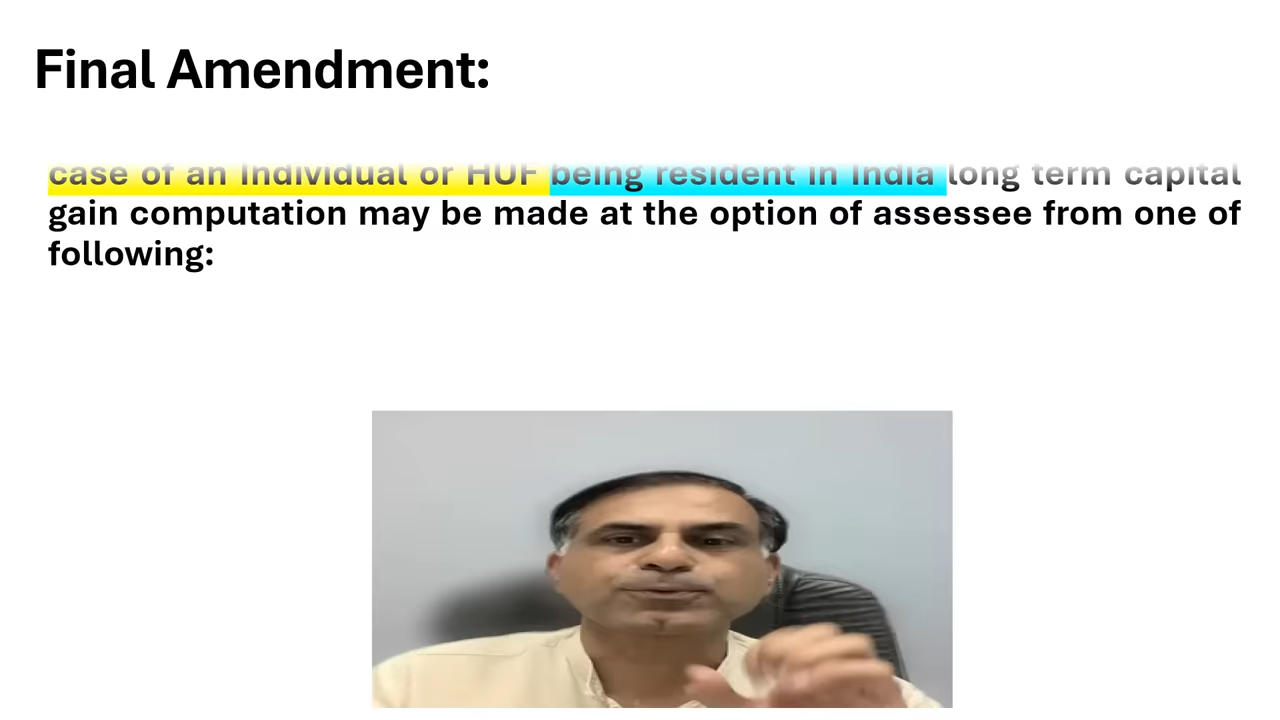 Final Amendment:
case of an Individual or HUF being resident in India long term capital
gain computation may be made at the option of assessee from one of
following: